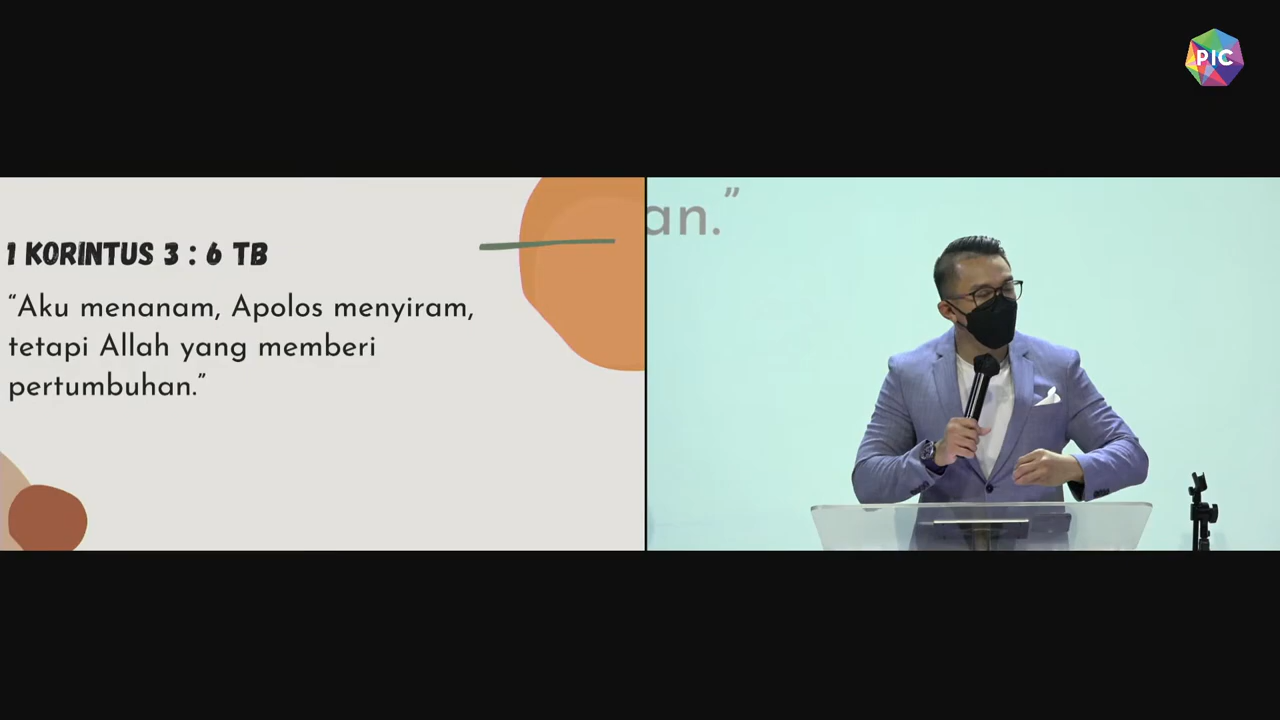 PIC
1 KORINTUS 3 : 6 TB
“Aku menanam, Apolos menyiram,
tetapi Allah yang memberi
pertumbuhan.”
an.”